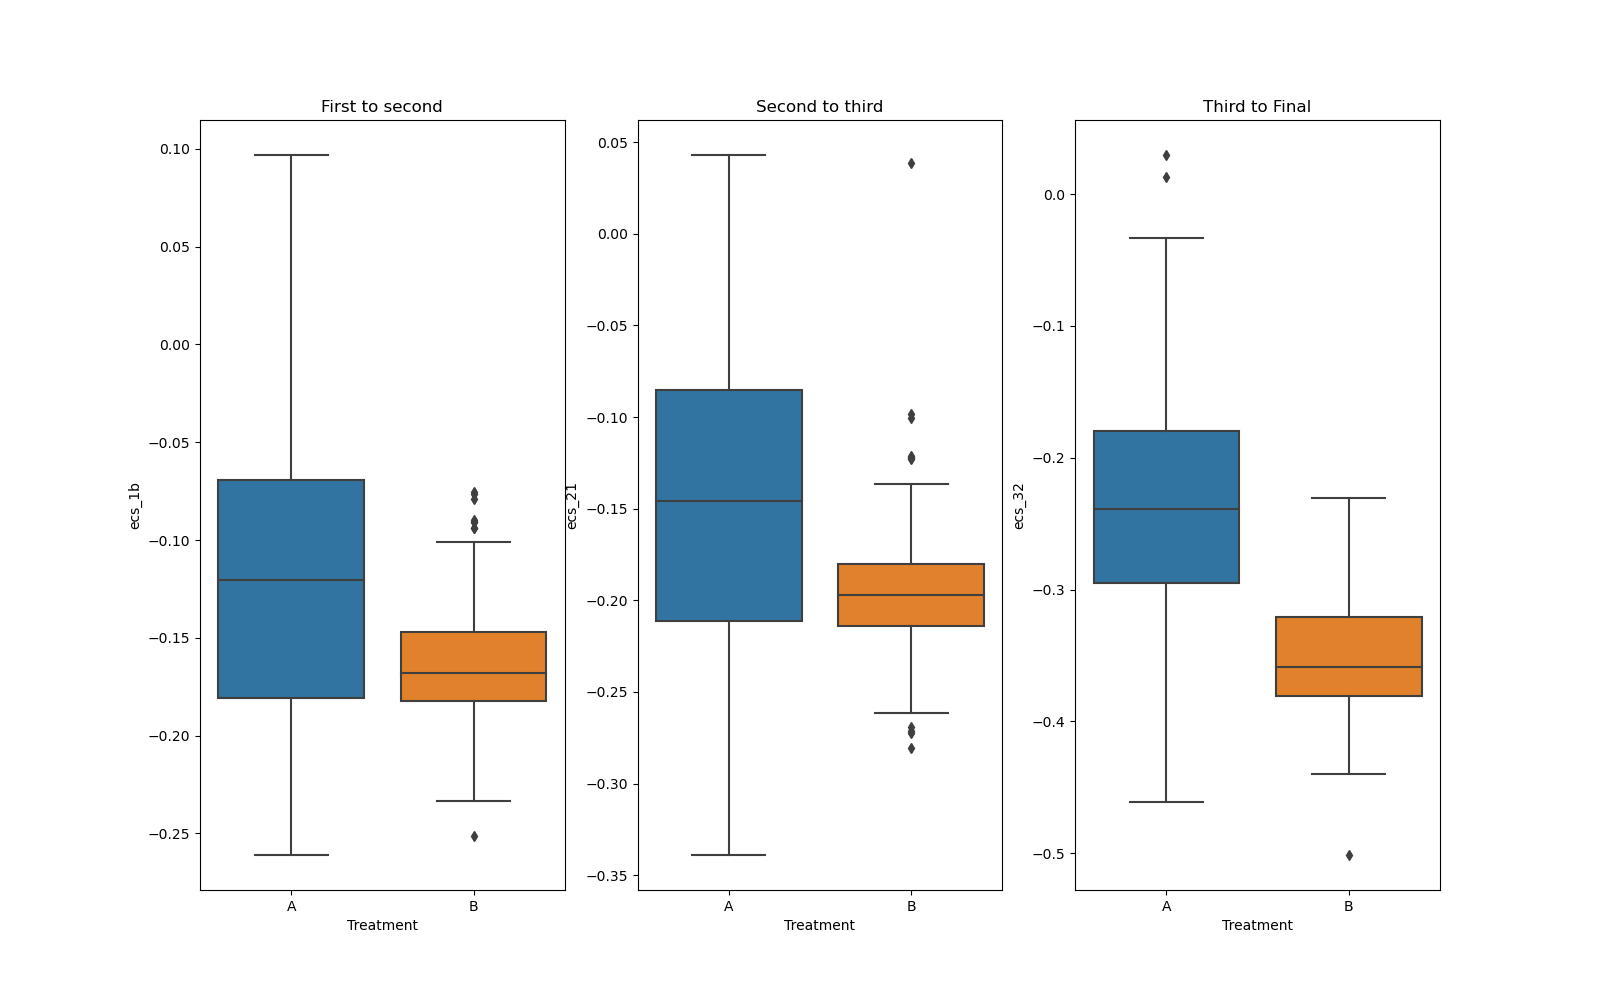 First to second
Second to third
Third to Final
0.10
0.05
0.00
−0.05
−0.10
−0.15
−0.20
−0.25
ecs_1b
A
B
Treatment
0.05
0.00
−0.05
−0.10
−0.15
−0.20
−0.25
−0.30
−0.35
ecs_21
A
B
Treatment
0.0
−0.1
−0.2
−0.3
−0.4
−0.5
ecs_32
A
B
Treatment